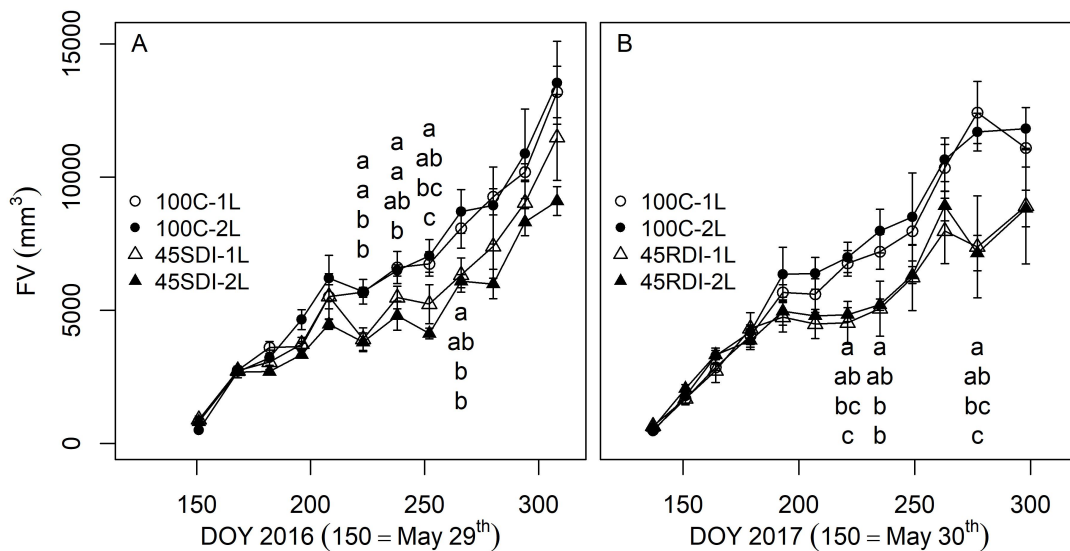 A
B
FV (mm³)
15000
10000
5000
0
a
a
b
b
a
a
ab
b
a
ab
bc
c
100C-1L
100C-2L
45SDI-1L
45SDI-2L
a
ab
b
b
150
200
250
300
DOY 2016 (150 = May 29th)
100C-1L
100C-2L
45RDI-1L
45RDI-2L
a
ab
bc
c
a
ab
b
b
a
ab
bc
c
150
200
250
300
DOY 2017 (150 = May 30th)